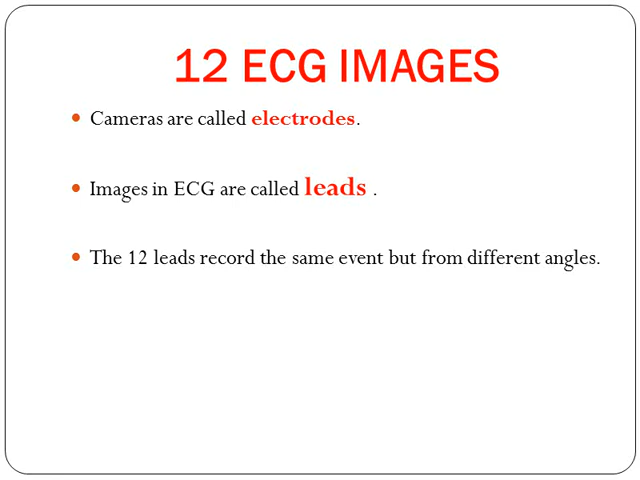 12 ECG IMAGES
• Cameras are called electrodes.
• Images in ECG are called leads .
• The 12 leads record the same event but from different angles.